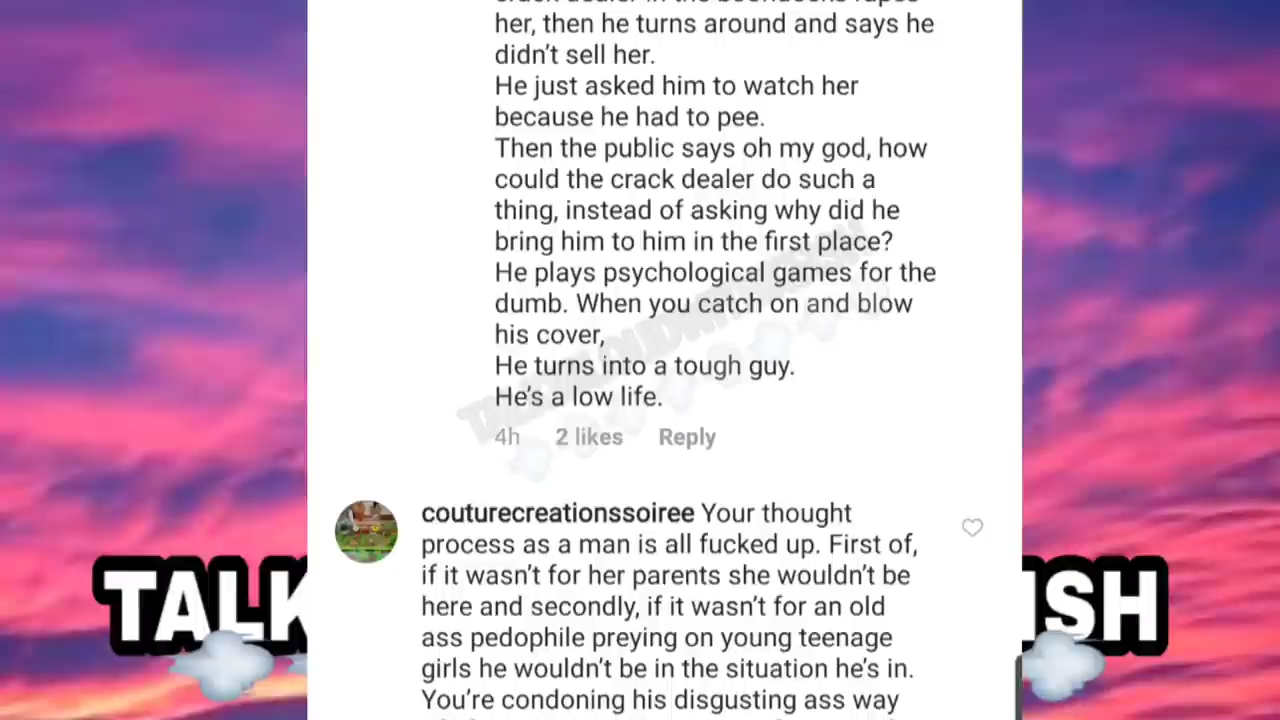 her, then he turns around and says he
didn't sell her.
He just asked him to watch her
because he had to pee.
Then the public says oh my god, how
could the crack dealer do such a
thing, instead of asking why did he
bring him to him in the first place?
He plays psychological games for the
dumb. When you catch on and blow
his cover,
He turns into a tough guy.
He's a low life.
4h 2 likes Reply
couturecreationssoiree Your thought
process as a man is all fucked up. First of,
if it wasn't for her parents she wouldn't be
here and secondly, if it wasn't for an old
ass pedophile preying on young teenage
girls he wouldn't be in the situation he's in.
You're condoning his disgusting ass way
TALK
ISH